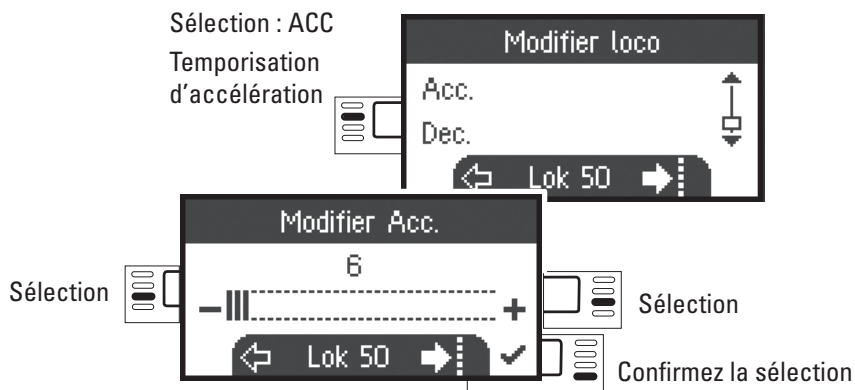 Sélection : ACC
Temporisation
d’accélération
Modifier loco
Acc.
Dec.
Lok 50
Modifier Acc.
6
Sélection
– +
Sélection
Lok 50
Confirmez la sélection